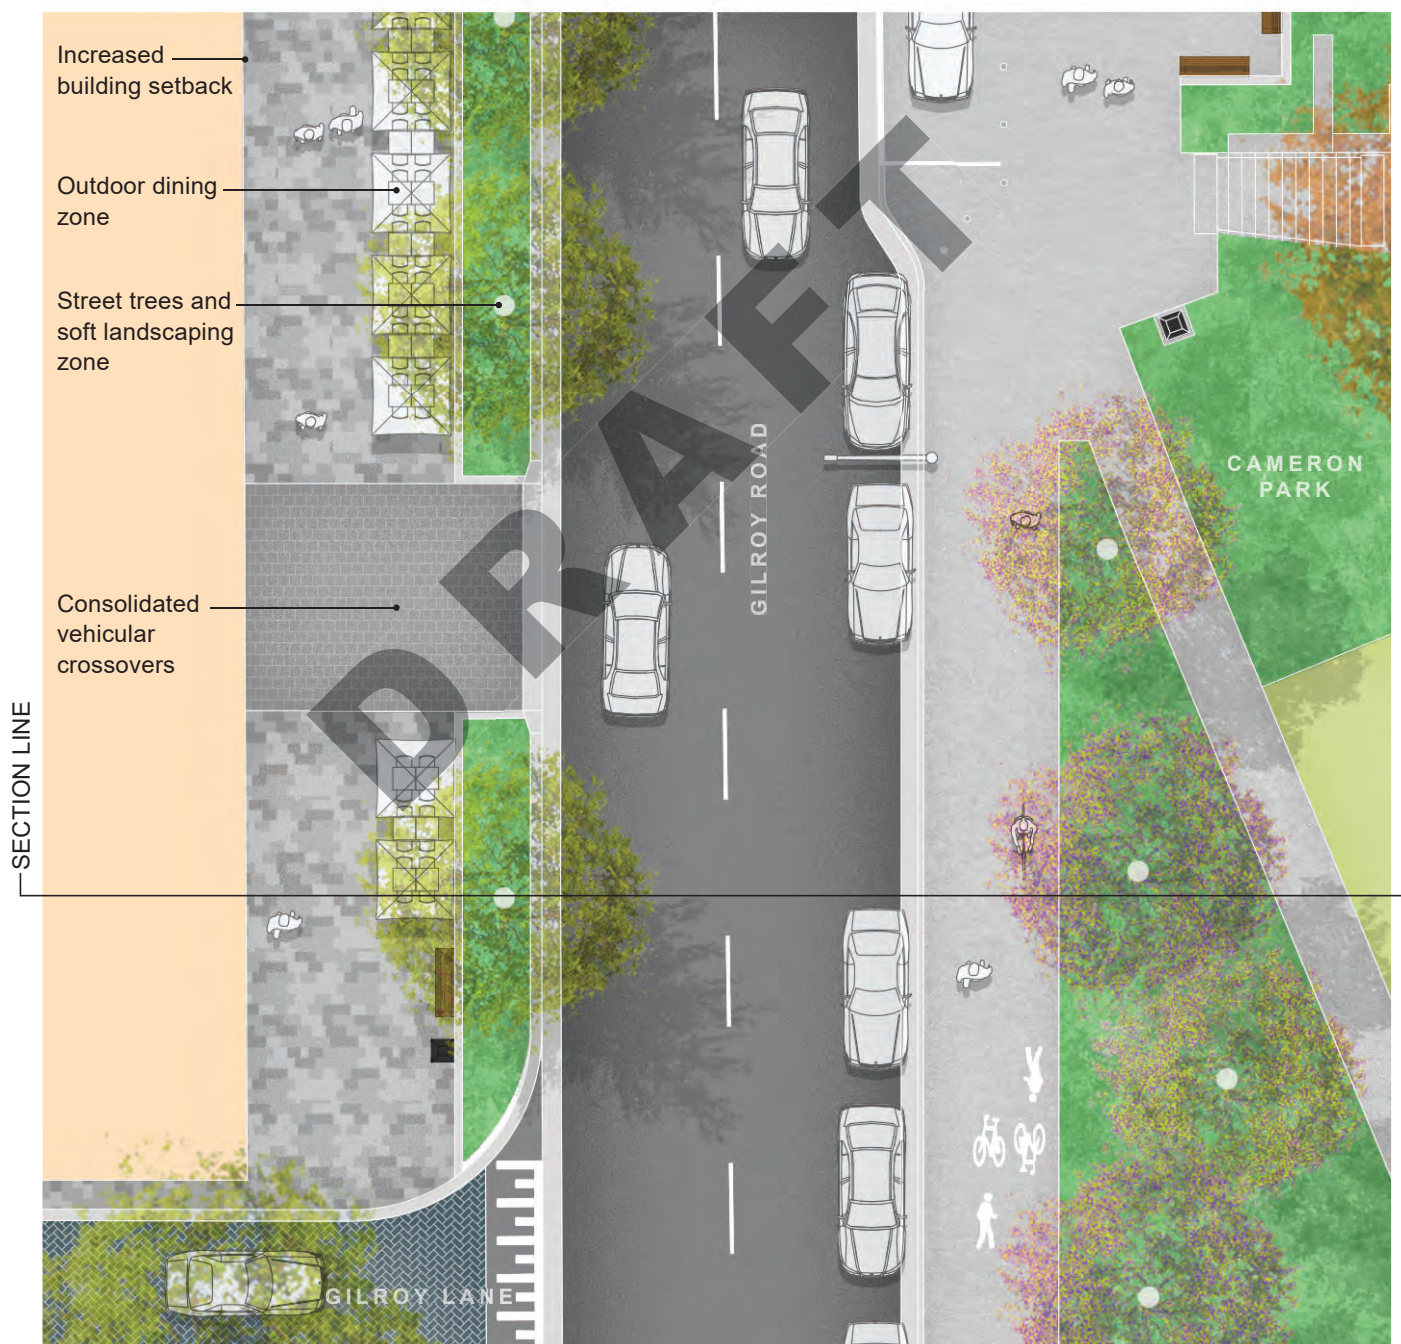 Increased
building setback
Outdoor dining
zone
Street trees and
soft landscaping
zone
Consolidated
vehicular
crossovers
SECTION LINE
DRAFT
GILROY ROAD
CAMERON
PARK
GILROY LANE